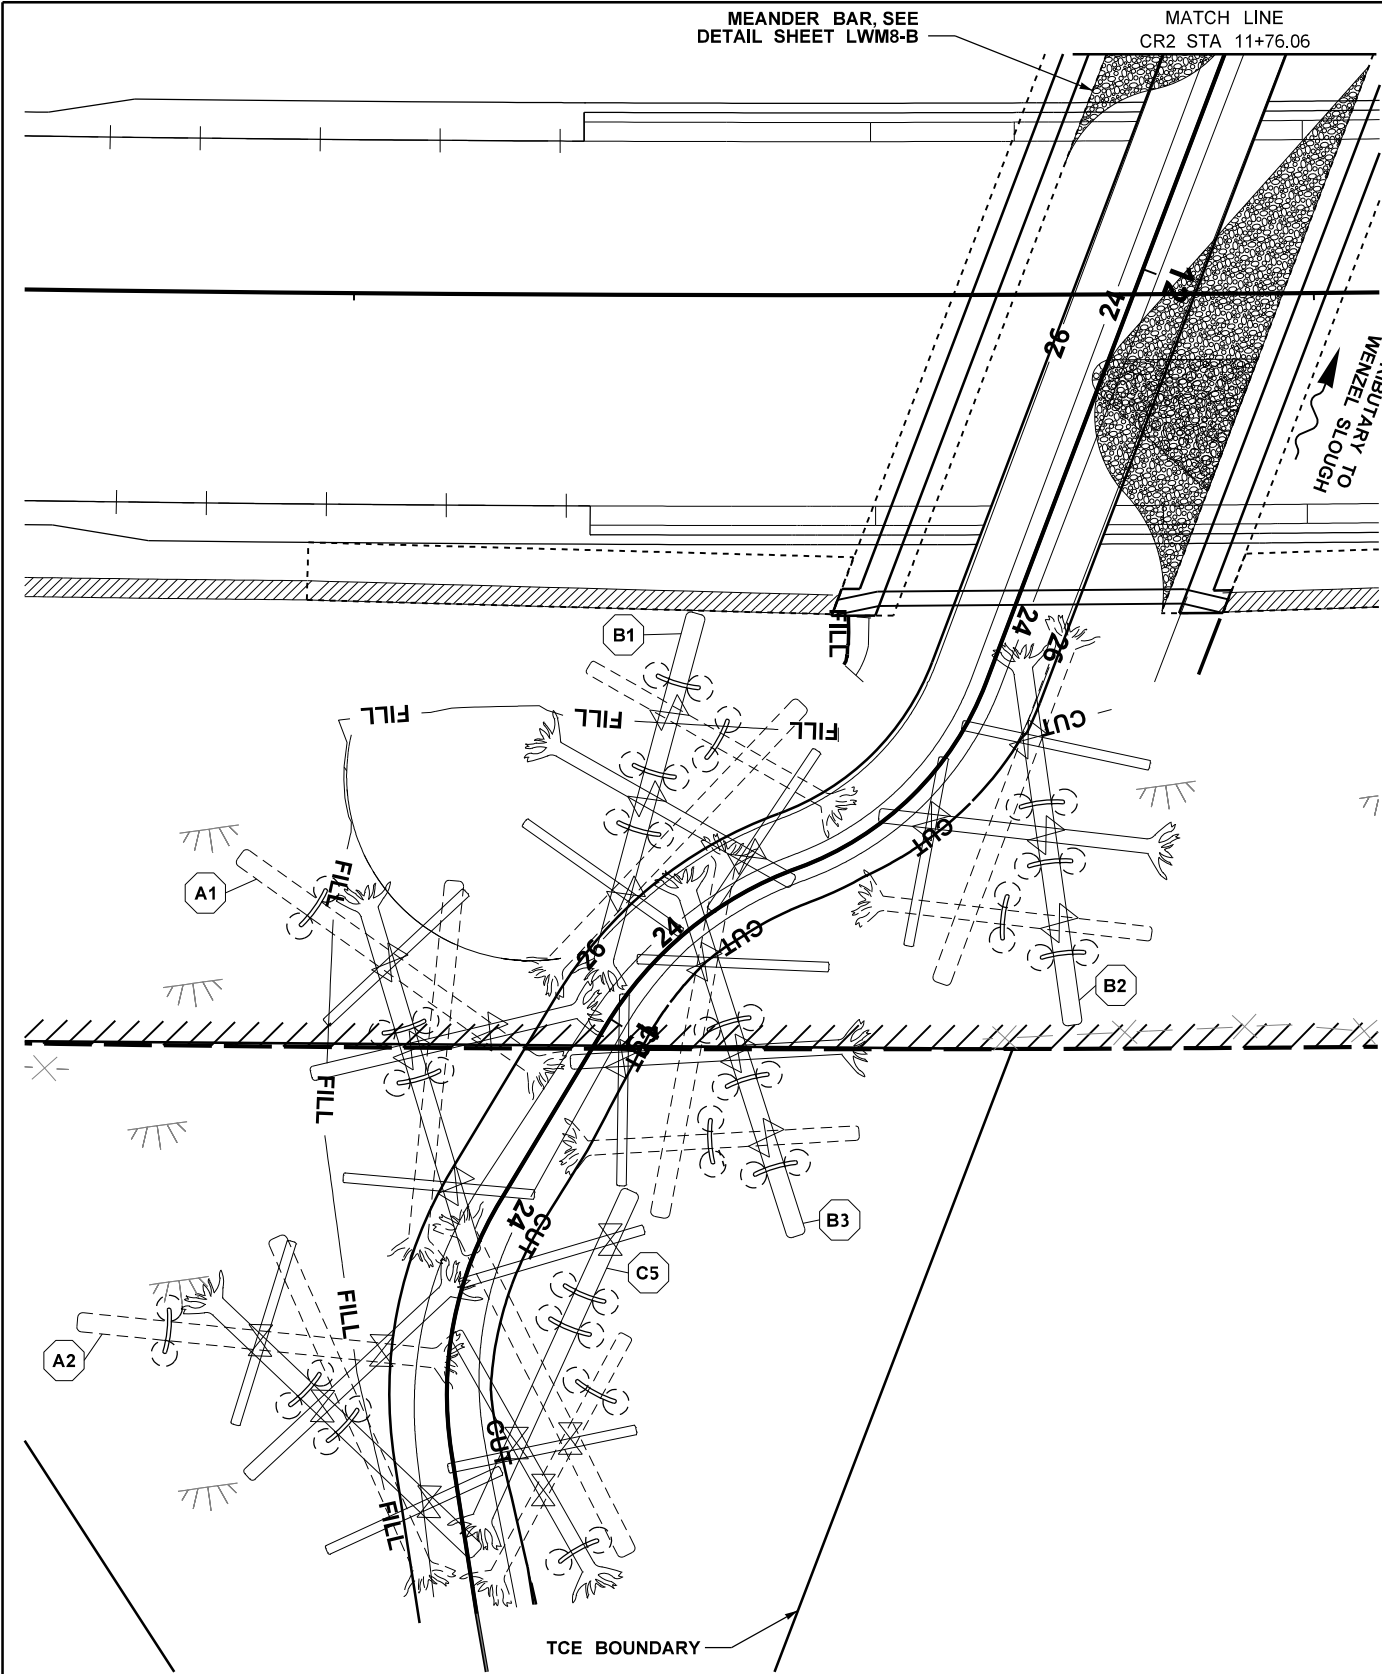 MEANDER BAR, SEE
DETAIL SHEET LWM8-B
MATCH LINE
CR2 STA 11+76.06
24
26
TO
WENZEL SLOUGH
FILL
B1
24
26
FILL
FILL
FILL
CUT
A1
FILL
CUT
26
24
CUT
B2
FILL
24
CUT
B3
C5
FILL
A2
CUT
FILL
TCE BOUNDARY